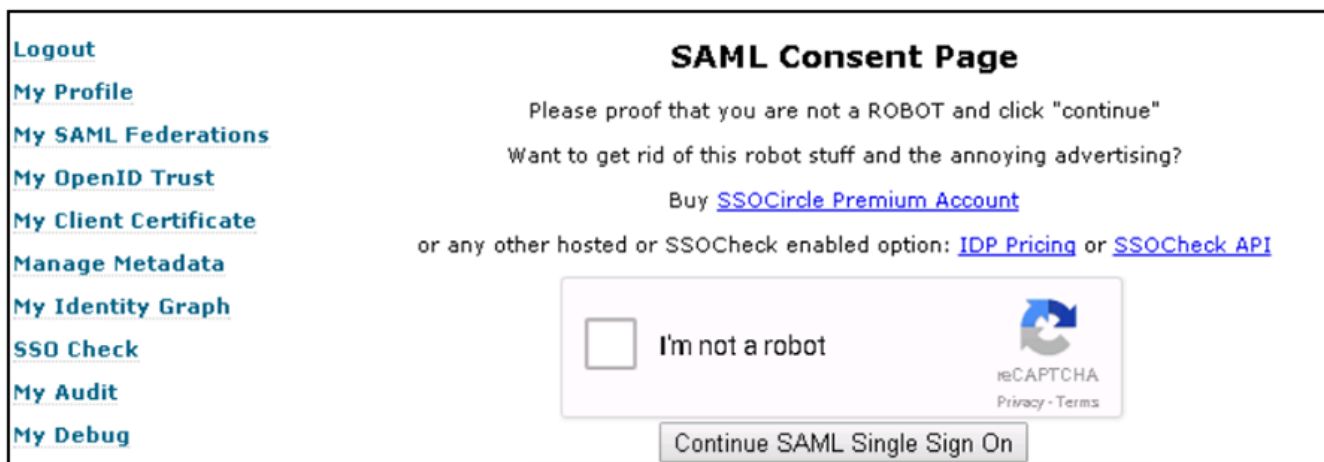 Logout
My Profile
My SAML Federations
My OpenID Trust
My Client Certificate
Manage Metadata
My Identity Graph
SSO Check
My Audit
My Debug
SAML Consent Page
Please proof that you are not a ROBOT and click "continue"
Want to get rid of this robot stuff and the annoying advertising?
Buy SSOCircle Premium Account
or any other hosted or SSOCheck enabled option: IDP Pricing or SSOCheck API
I'm not a robot
reCAPTCHA
Privacy - Terms
Continue SAML Single Sign On